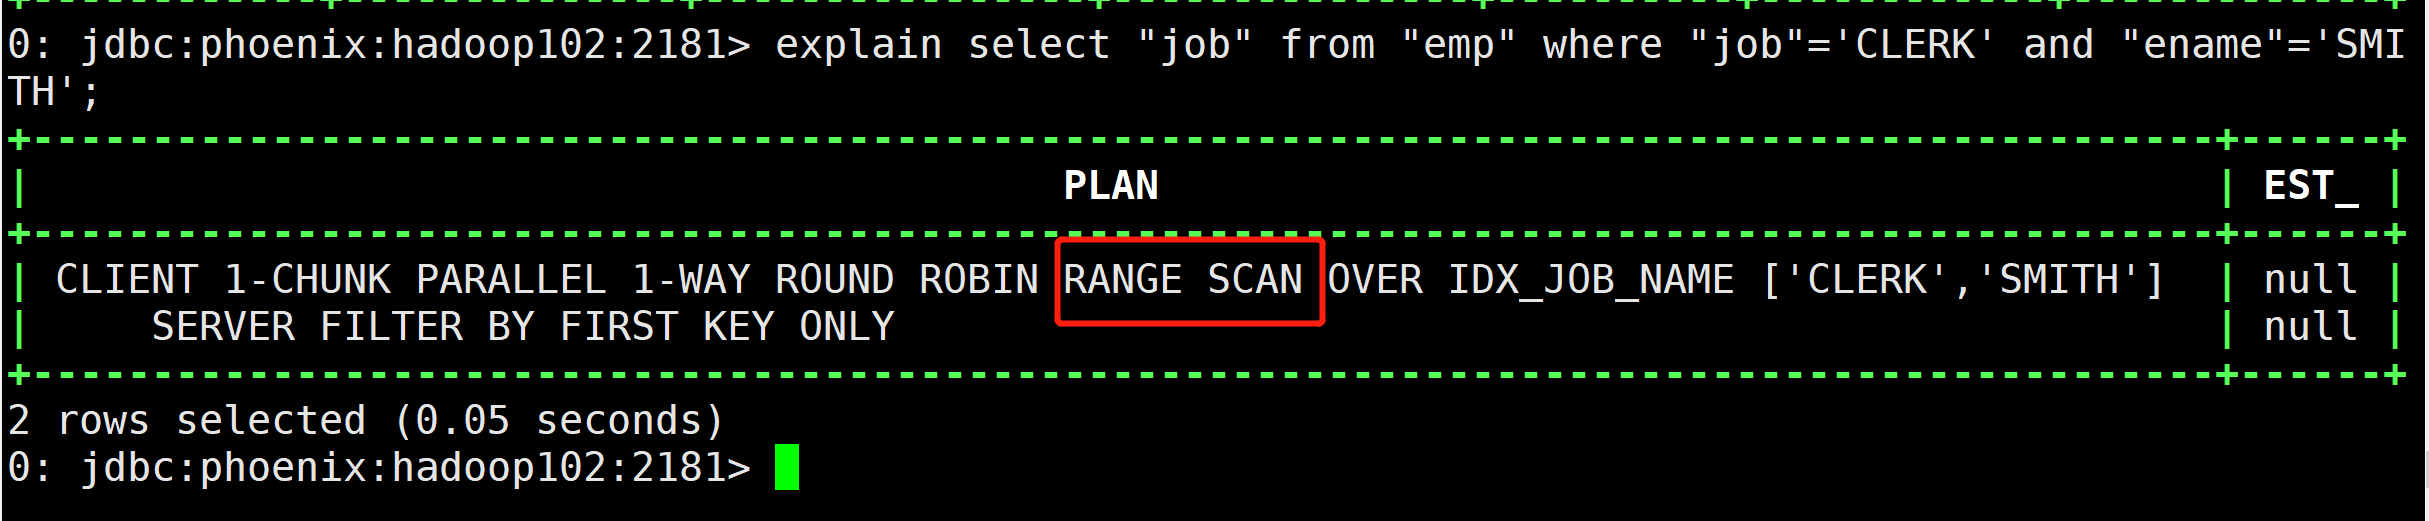 0: jdbc:phoenix:hadoop102:2181> explain select "job" from "emp" where "job"='CLERK' and "ename"='SMI
TH';
+-------------------------------------------------------------------------------------------+------+
|                                           PLAN                                            | EST_ |
+-------------------------------------------------------------------------------------------+------+
| CLIENT 1-CHUNK PARALLEL 1-WAY ROUND ROBIN RANGE SCAN OVER IDX_JOB_NAME ['CLERK','SMITH']  | null |
|     SERVER FILTER BY FIRST KEY ONLY                                                       | null |
+-------------------------------------------------------------------------------------------+------+
2 rows selected (0.05 seconds)
0: jdbc:phoenix:hadoop102:2181>